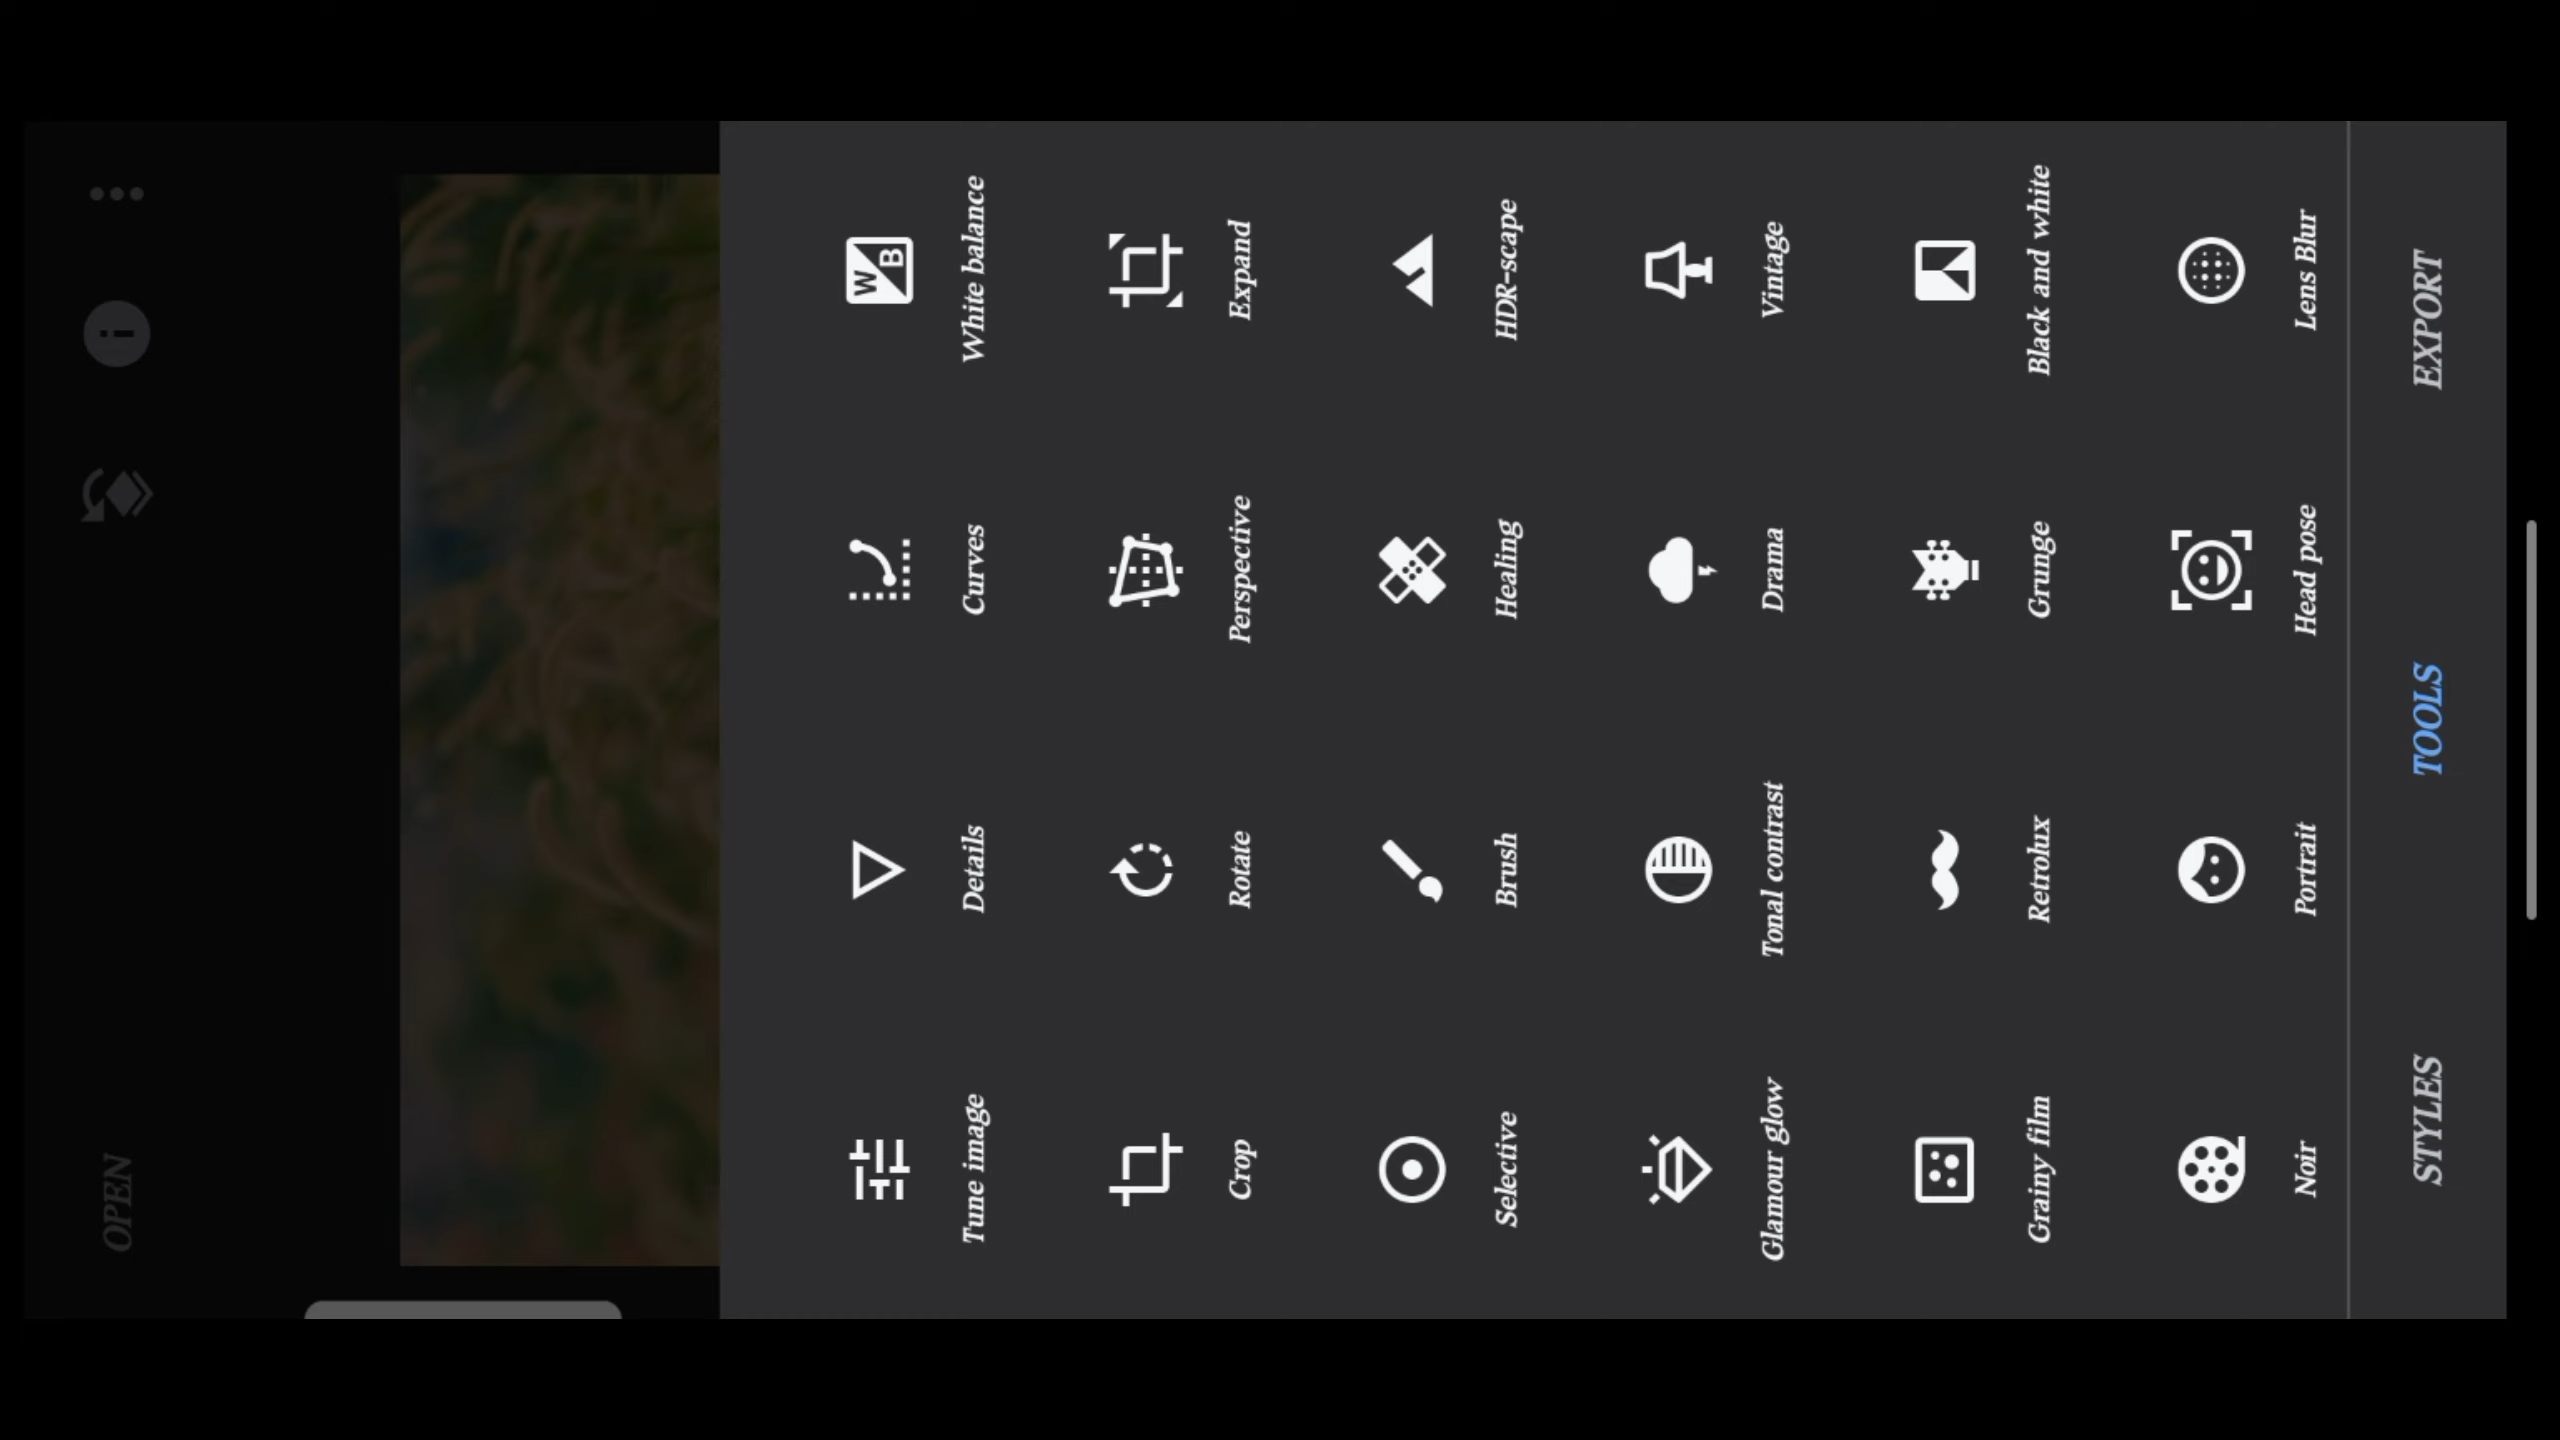 OPEN
Tune image
Details
Curves
W
B
White balance
Crop
Rotate
Perspective
Expand
Selective
Brush
Healing
HDR-scape
Glamour glow
Tonal contrast
Drama
Vintage
Grainy film
Retrolux
Grunge
Black and white
Noir
Portrait
Head pose
Lens Blur
STYLES
TOOLS
EXPORT